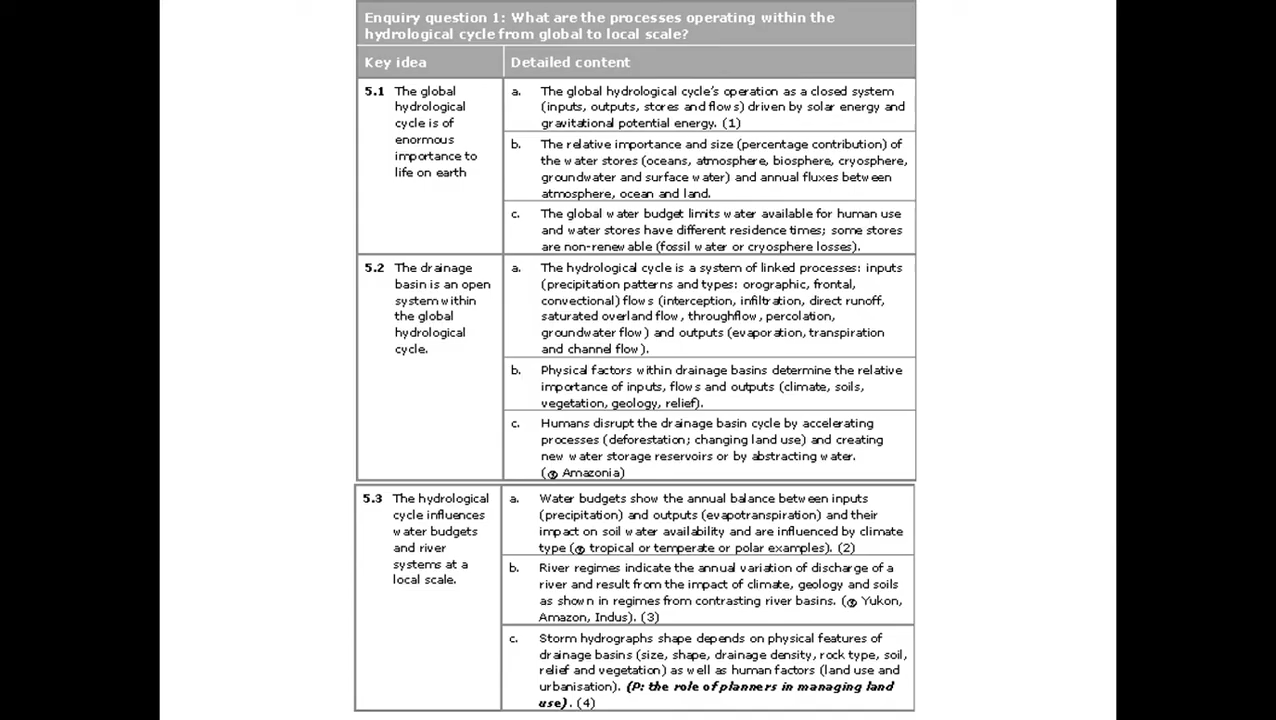 Enquiry question 1: What are the processes operating within the
hydrological cycle from global to local scale?
Key idea
Detailed content
5.1 The global
hydrological
cycle is of
enormous
importance to
life on earth
a. The global hydrological cycle's operation as a closed system
(inputs, outputs, stores and flows) driven by solar energy and
gravitational potential energy. (1)
b. The relative importance and size (percentage contribution) of
the water stores (oceans, atmosphere, biosphere, cryosphere,
groundwater and surface water) and annual fluxes between
atmosphere, ocean and land.
c. The global water budget limits water available for human use
and water stores have different residence times; some stores
are non-renewable (fossil water or cryosphere losses).
5.2 The drainage
basin is an open
system within
the global
hydrological
cycle.
a. The hydrological cycle is a system of linked processes: inputs
(precipitation patterns and types: orographic, frontal,
convectional) flows (interception, infiltration, direct runoff,
saturated overland flow, throughflow, percolation,
groundwater flow) and outputs (evaporation, transpiration
and channel flow).
b. Physical factors within drainage basins determine the relative
importance of inputs, flows and outputs (climate, soils,
vegetation, geology, relief).
c. Humans disrupt the drainage basin cycle by accelerating
processes (deforestation; changing land use) and creating
new water storage reservoirs or by abstracting water.
(Amazonia)
5.3 The hydrological
cycle influences
water budgets
and river
systems at a
local scale.
a. Water budgets show the annual balance between inputs
(precipitation) and outputs (evapotranspiration) and their
impact on soil water availability and are influenced by climate
type (tropical or temperate or polar examples). (2)
b. River regimes indicate the annual variation of discharge of a
river and result from the impact of climate, geology and soils
as shown in regimes from contrasting river basins. (Yukon,
Amazon, Indus). (3)
c. Storm hydrographs shape depends on physical features of
drainage basins (size, shape, drainage density, rock type, soil,
relief and vegetation) as well as human factors (land use and
urbanisation). (P: the role of planners in managing land
use). (4)